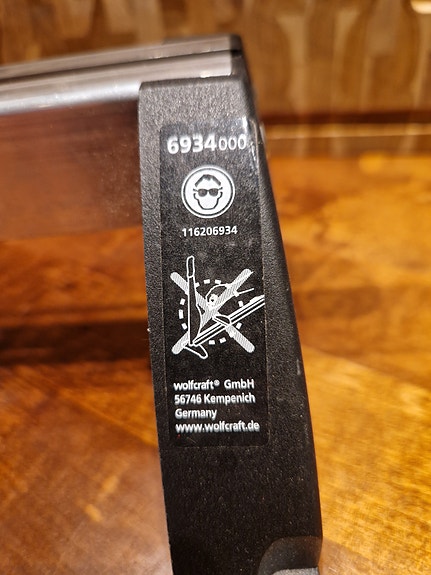 6934000
116206934
wolfcraft® GmbH
56746 Kempenich
Germany
www.wolfcraft.de